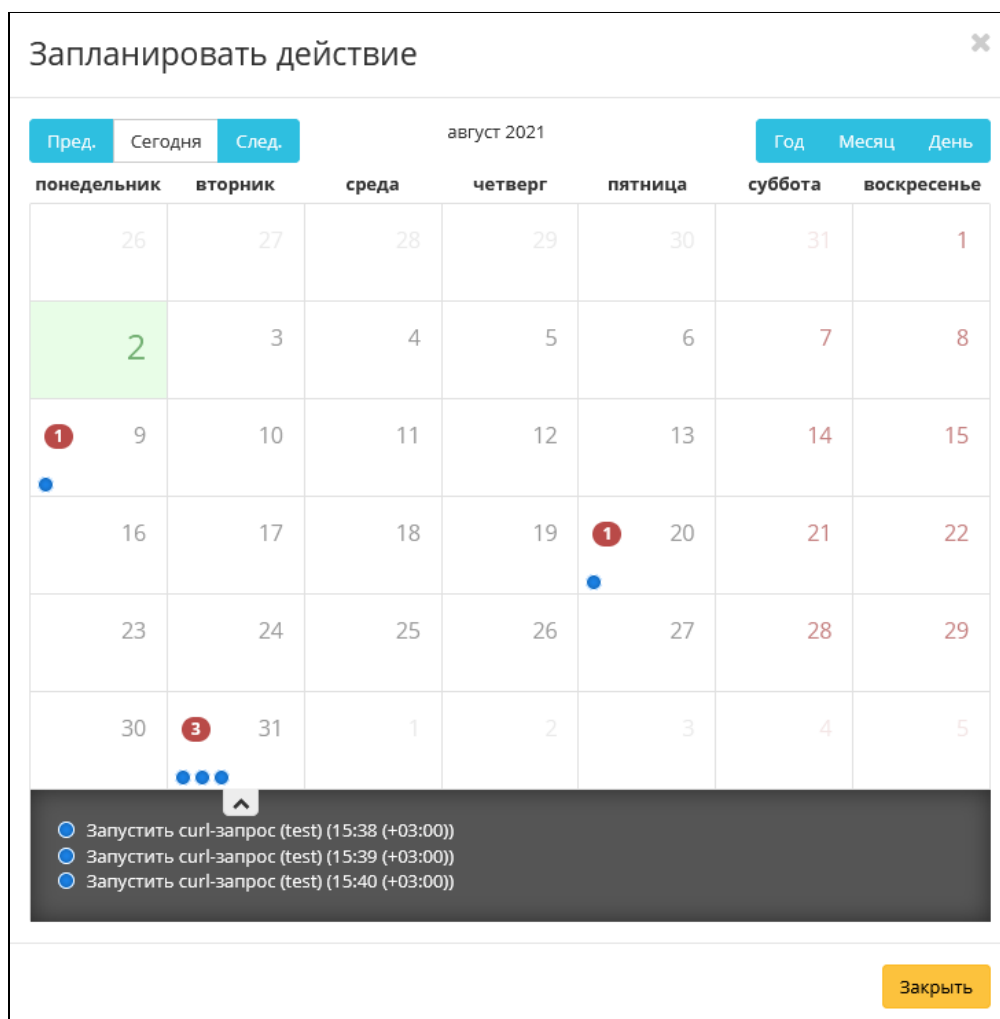 Запланировать действие
Пред. Сегодня След. август 2021 Год Месяц День
понедельник вторник среда четверг пятница суббота воскресенье
26 27 28 29 30 31 1
2 3 4 5 6 7 8
1 9 10 11 12 13 14 15
16 17 18 19 1 20 21 22
23 24 25 26 27 28 29
30 3 31 1 2 3 4 5
Запустить curl-запрос (test) (15:38 (+03:00))
Запустить curl-запрос (test) (15:39 (+03:00))
Запустить curl-запрос (test) (15:40 (+03:00))
Закрыть